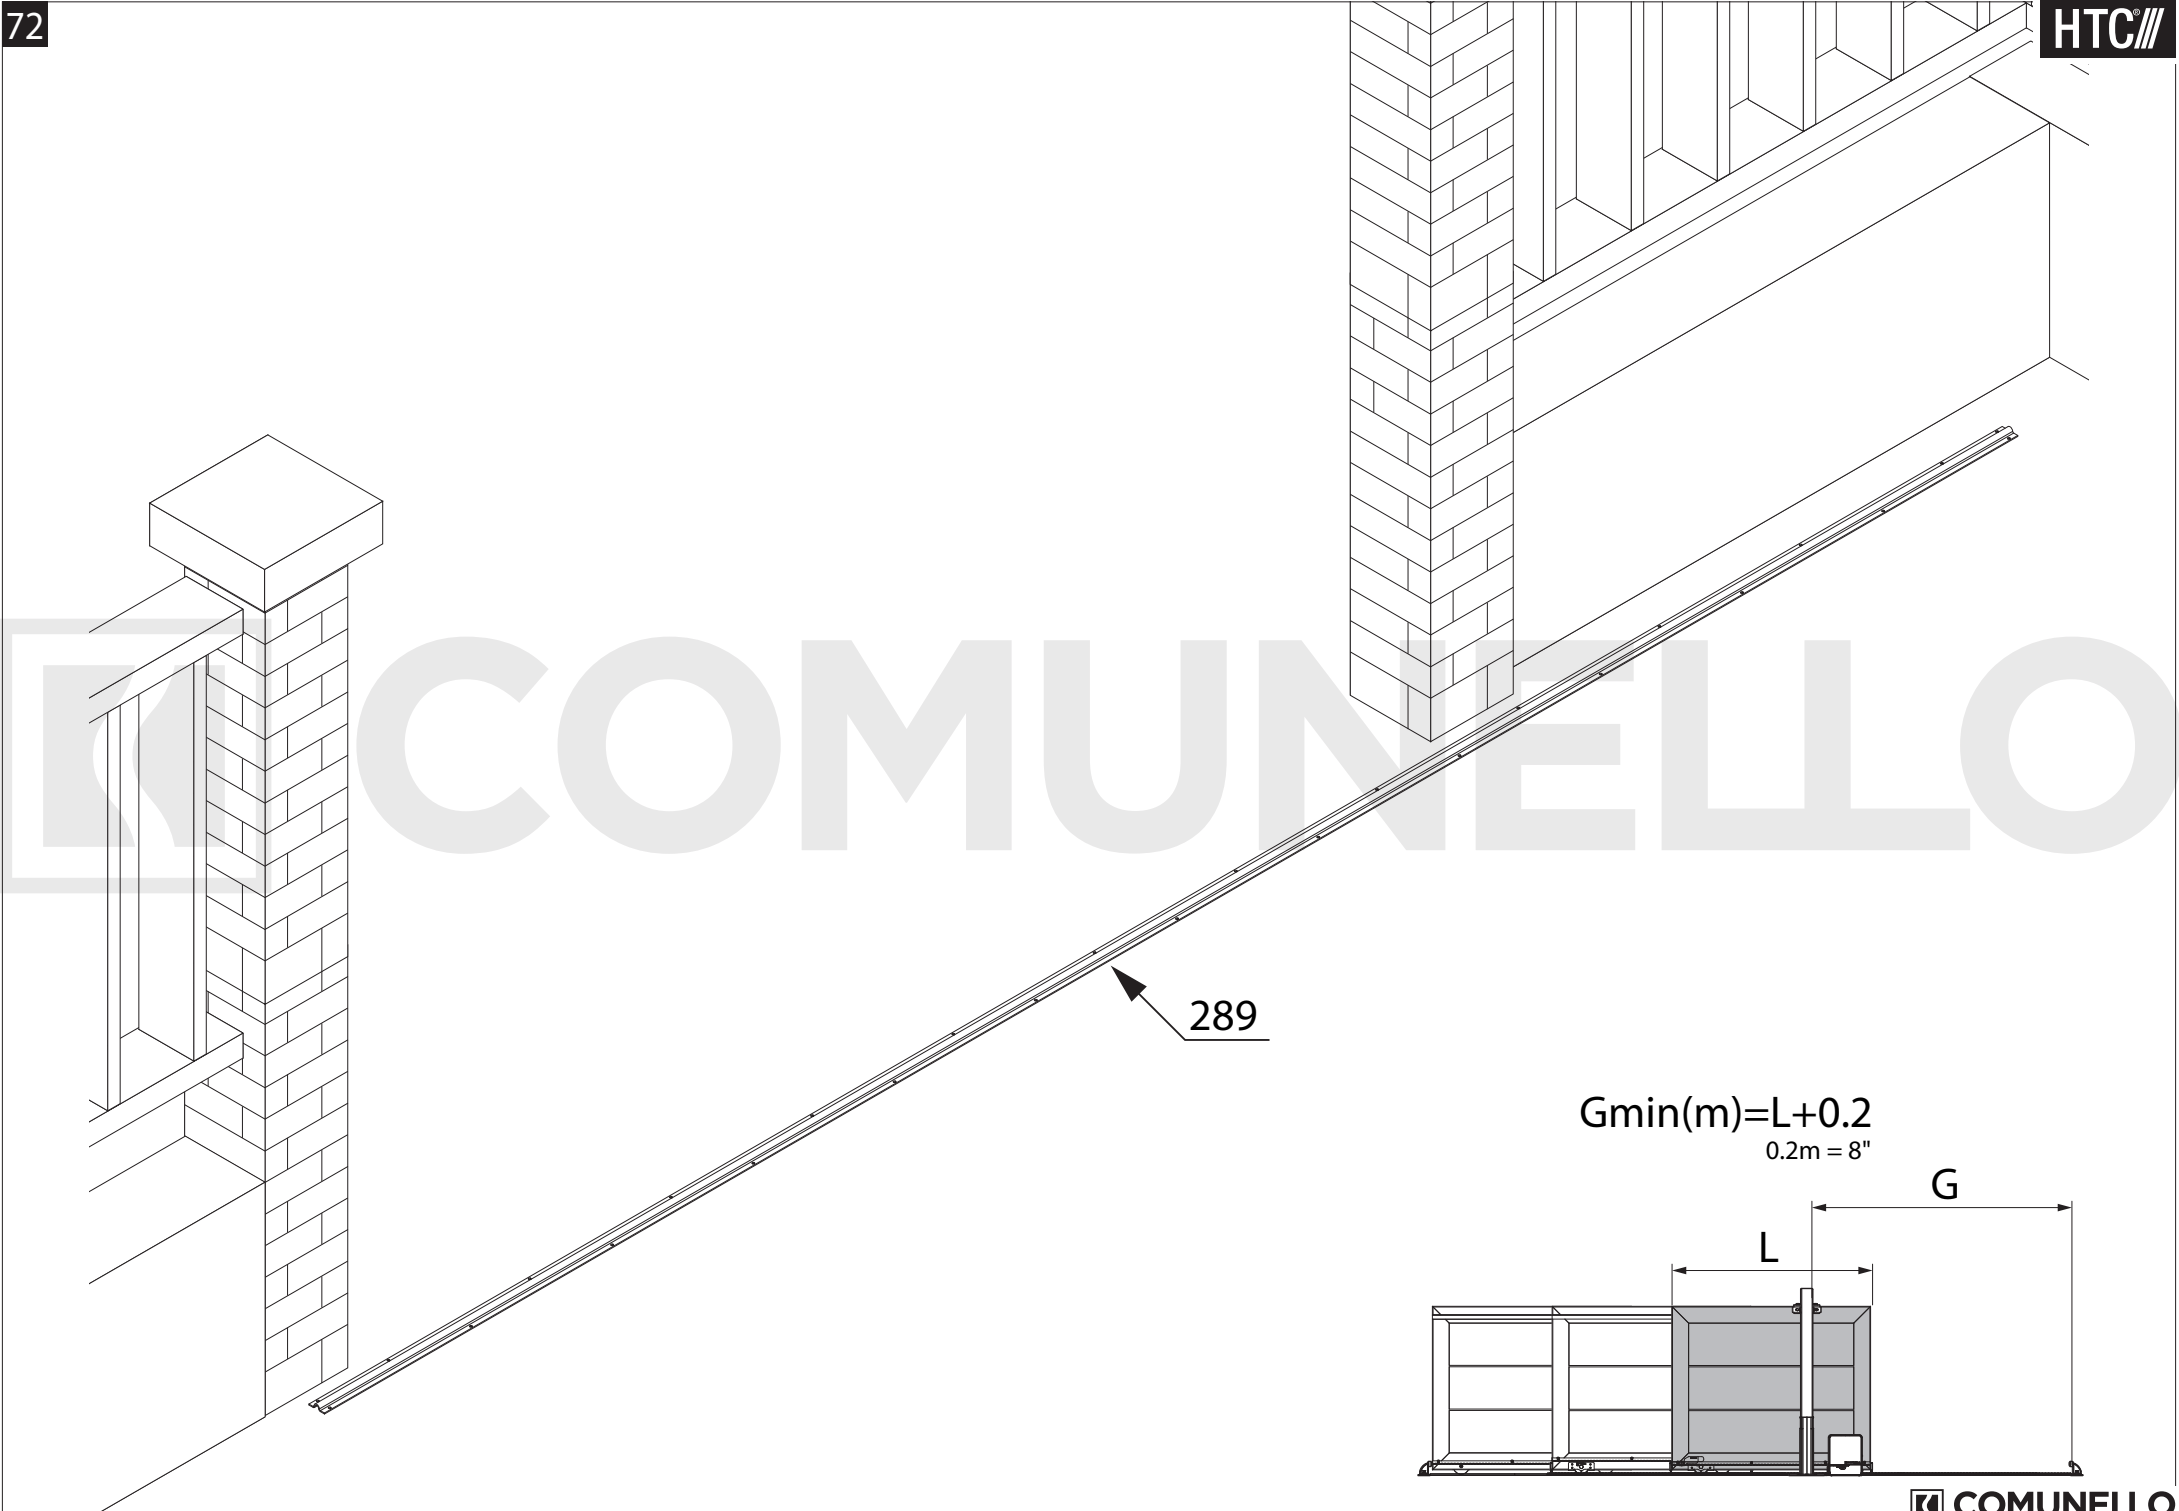 72
HTC®
COMUNELLO
289
Gmin(m)=L+0.2
0.2m = 8"
G
L
COMUNELLO